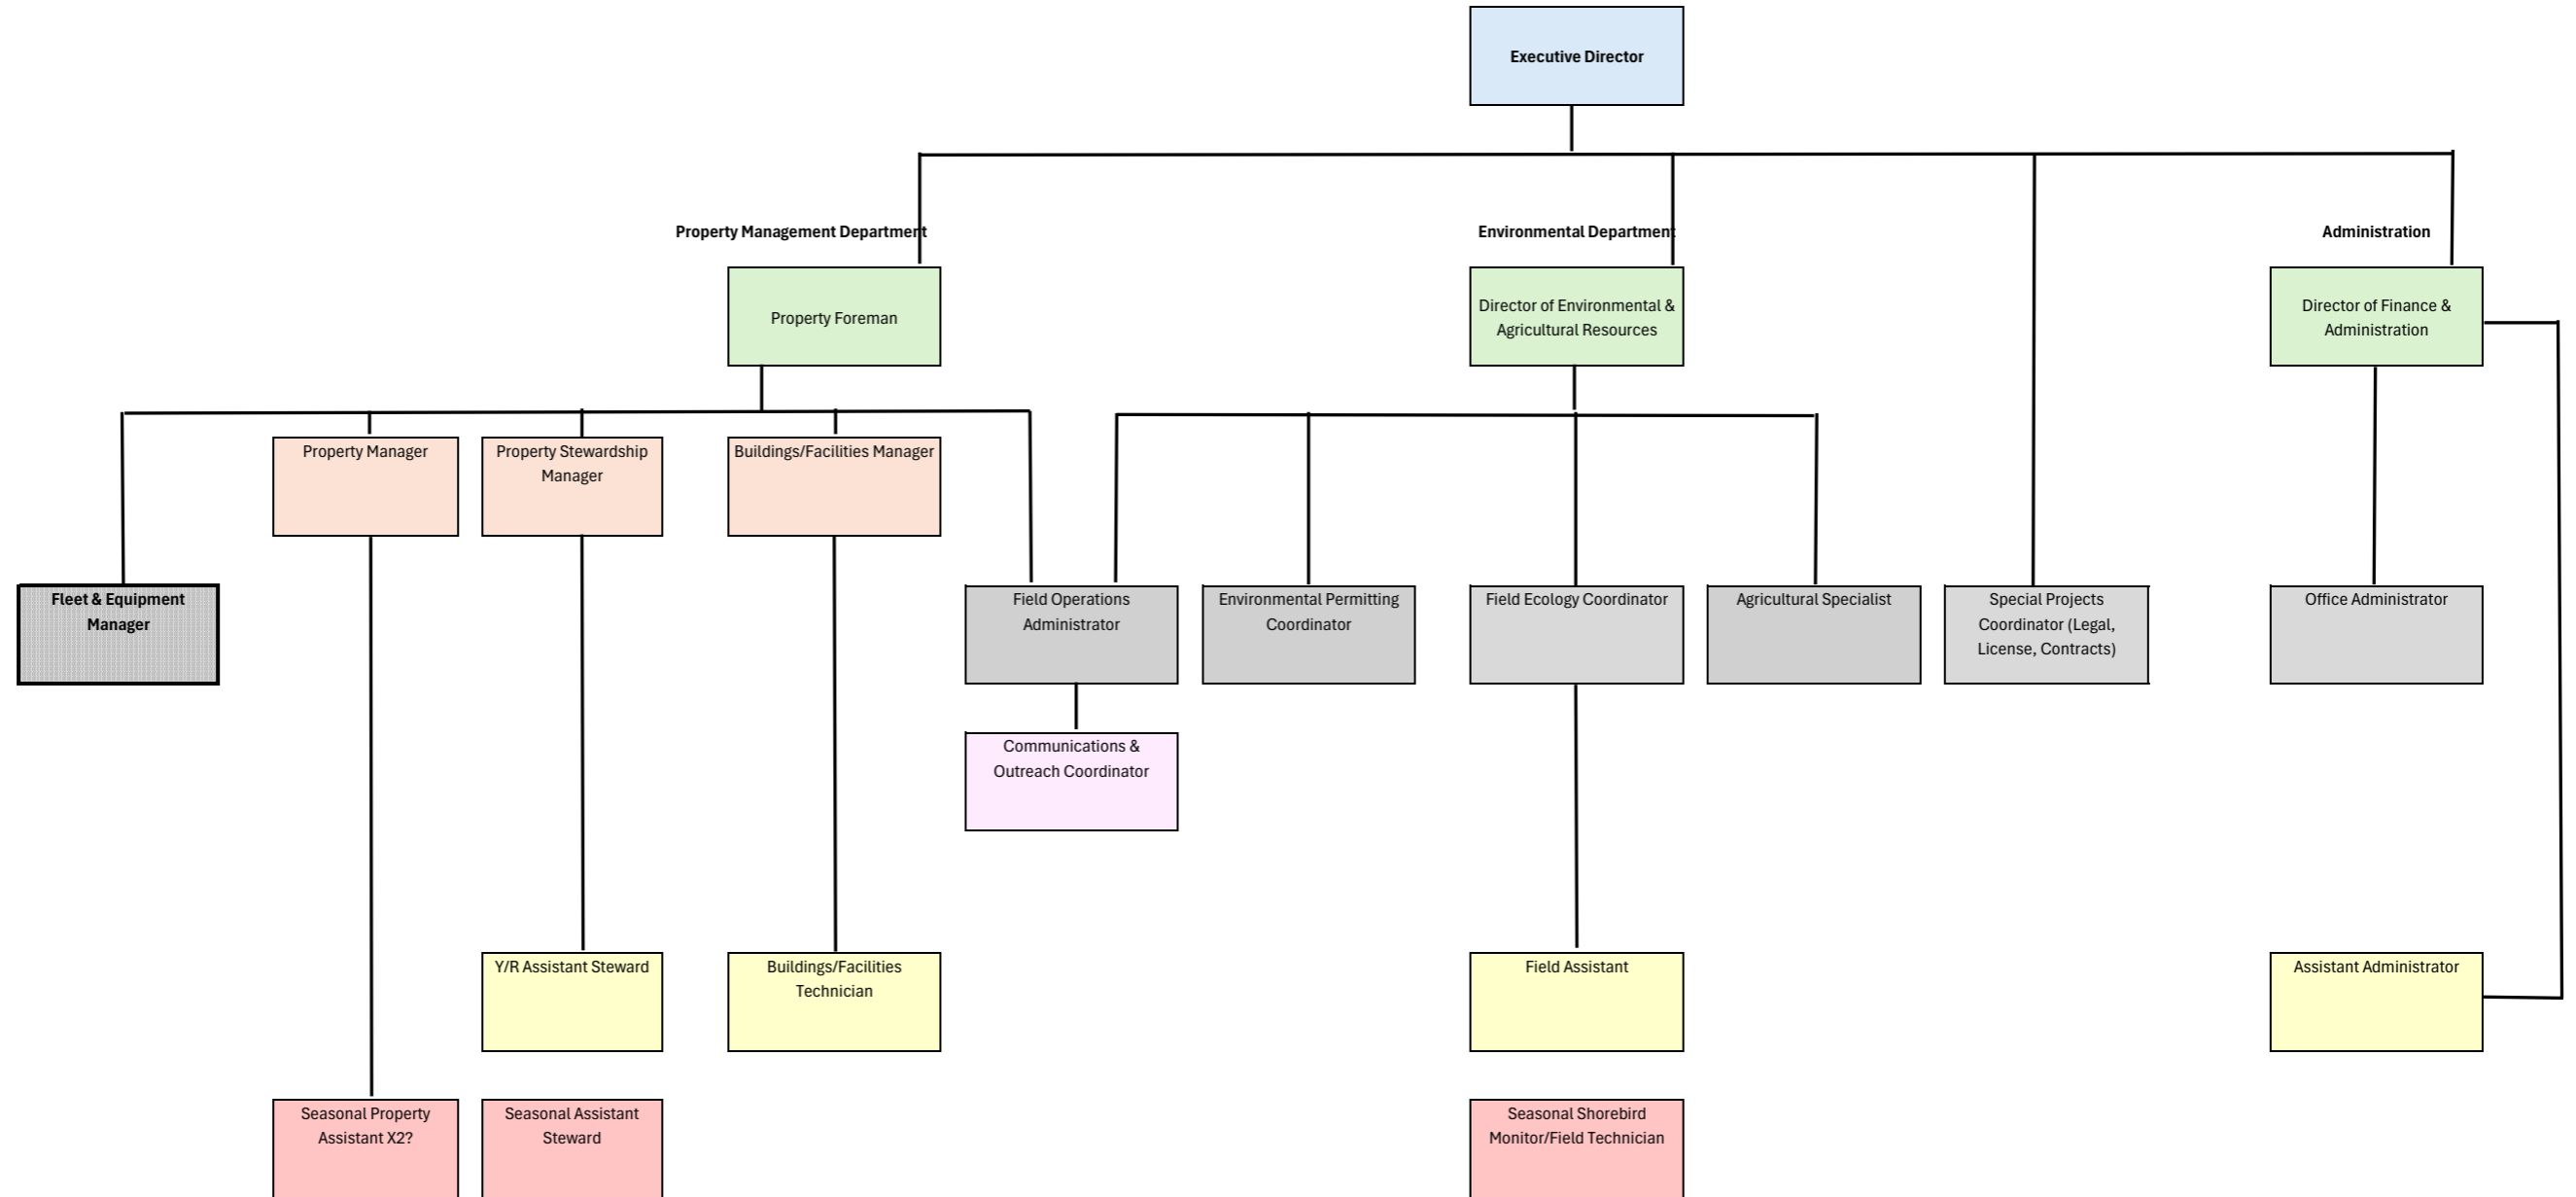 Executive Director
Property Management Department
Environmental Department
Administration
Property Foreman
Director of Environmental &
Agricultural Resources
Director of Finance &
Administration
Property Manager
Property Stewardship
Manager
Buildings/Facilities Manager
Fleet & Equipment
Manager
Field Operations
Administrator
Environmental Permitting
Coordinator
Field Ecology Coordinator
Agricultural Specialist
Special Projects
Coordinator (Legal,
License, Contracts)
Office Administrator
Communications &
Outreach Coordinator
Y/R Assistant Steward
Buildings/Facilities
Technician
Field Assistant
Assistant Administrator
Seasonal Property
Assistant X2?
Seasonal Assistant
Steward
Seasonal Shorebird
Monitor/Field Technician